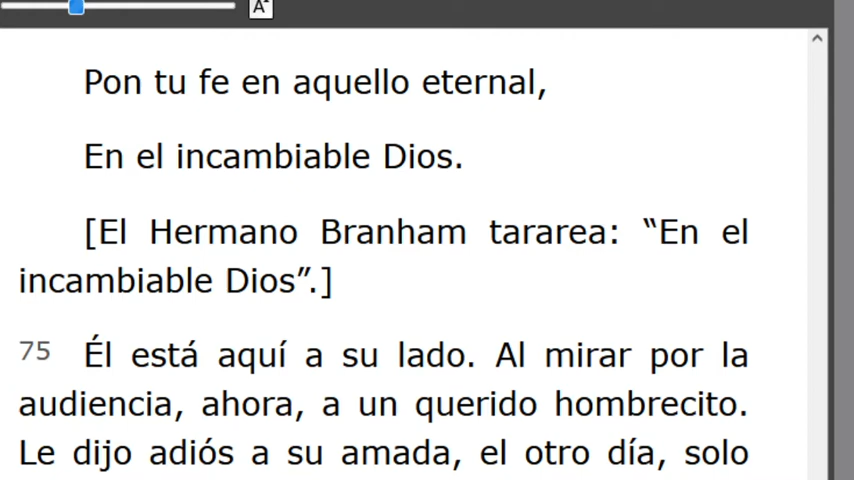 A
Pon tu fe en aquello eternal,
En el incambiable Dios.
[El Hermano Branham tararea: “En el
incambiable Dios”.]
75 Él está aquí a su lado. Al mirar por la
audiencia, ahora, a un querido hombrecito.
Le dijo adiós a su amada, el otro día, solo